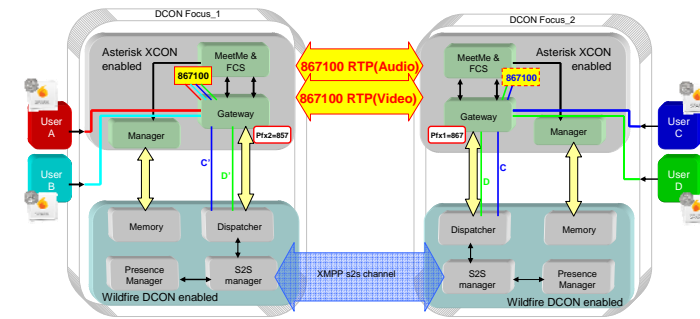 DCON Focus_1
DCON Focus_2
Asterisk XCON
enabled
MeetMe &
FCS
867100
Gateway
Manager
Pfx2=857
User
A
User
B
C'
D'
Memory
Dispatcher
Presence
Manager
S2S
manager
Wildfire DCON enabled
867100 RTP(Audio)
867100 RTP(Video)
XMPP s2s channel
MeetMe &
FCS
Asterisk XCON
enabled
867100
Gateway
Manager
Pfx1=867
User
C
User
D
C
D
Dispatcher
Memory
S2S
manager
Presence
Manager
Wildfire DCON enabled